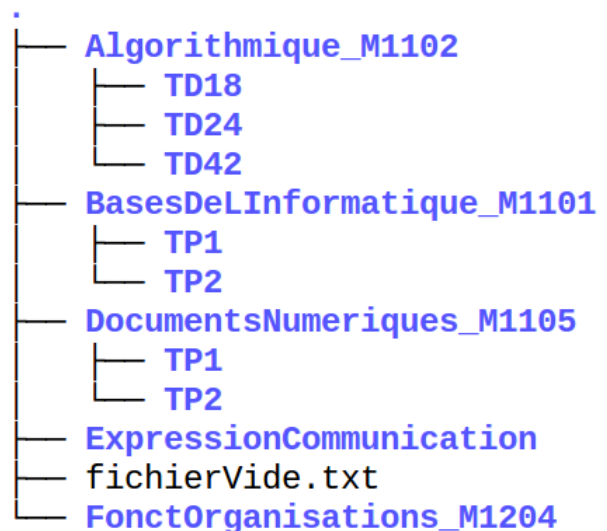 .
├── Algorithmique_M1102
│   ├── TD18
│   ├── TD24
│   └── TD42
├── BasesDeLInformatique_M1101
│   ├── TP1
│   └── TP2
├── DocumentsNumeriques_M1105
│   ├── TP1
│   └── TP2
├── ExpressionCommunication
├── fichierVide.txt
└── FonctOrganisations_M1204